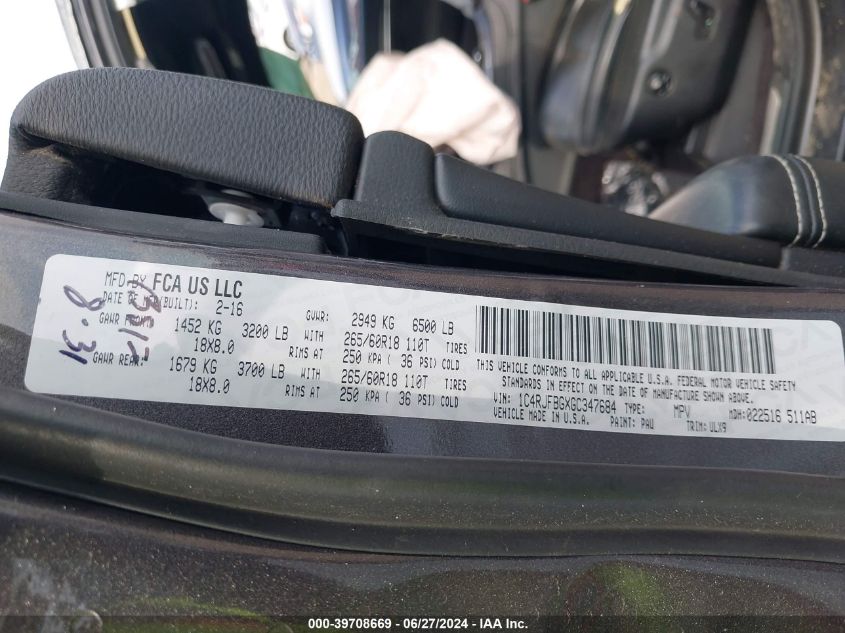 MFD BY FCA US LLC
DATE OF (BUILT): 2-16 GVWR: 2949 KG 6500 LB
GAWR 1452 KG 3200 LB WITH 265/60R18 110T TIRES
18X8.0 RIMS AT 250 KPA ( 36 PSI) COLD
GAWR REAR: 1679 KG 3700 LB WITH 265/60R18 110T TIRES
18X8.0 RIMS AT 250 KPA ( 36 PSI) COLD
8.31
THIS VEHICLE CONFORMS TO ALL APPLICABLE U.S.A. FEDERAL MOTOR VEHICLE SAFETY
STANDARDS IN EFFECT ON THE DATE OF MANUFACTURE SHOWN ABOVE.
VIN: 1C4RJFBGXGC347684 TYPE: MPV MDH: 022516 511AB
VEHICLE MADE IN U.S.A. PAINT: PAU TRIM: ULX9
000-39708669 - 06/27/2024 - IAA Inc.